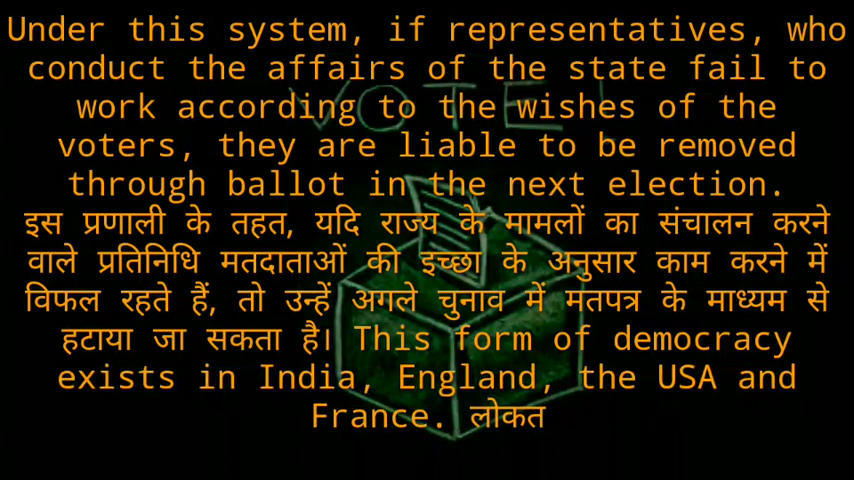 Under this system, if representatives, who
conduct the affairs of the state fail to
work according to the wishes of the
voters, they are liable to be removed
through ballot in the next election.
इस प्रणाली के तहत, यदि राज्य के मामलों का संचालन करने
वाले प्रतिनिधि मतदाताओं की इच्छा के अनुसार काम करने में
विफल रहते हैं, तो उन्हें अगले चुनाव में मतपत्र के माध्यम से
हटाया जा सकता है। This form of democracy
exists in India, England, the USA and
France. लोकत
VOTE!